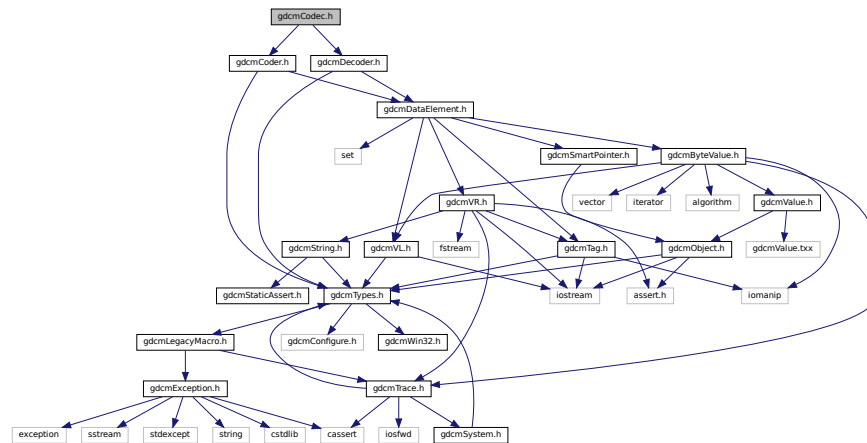 gdcmCodec.h
gdcmCoder.h
gdcmDecoder.h
gdcmDataElement.h
set
gdcmSmartPointer.h
gdcmByteValue.h
gdcmVR.h
vector
iterator
algorithm
gdcmValue.h
gdcmString.h
gdcmVL.h
fstream
gdcmTag.h
gdcmObject.h
gdcmValue.txx
gdcmStaticAssert.h
gdcmTypes.h
iostream
assert.h
iomanip
gdcmLegacyMacro.h
gdcmConfigure.h
gdcmWin32.h
gdcmException.h
gdcmTrace.h
exception
sstream
stdexcept
string
cstdlib
cassert
iosfwd
gdcmSystem.h